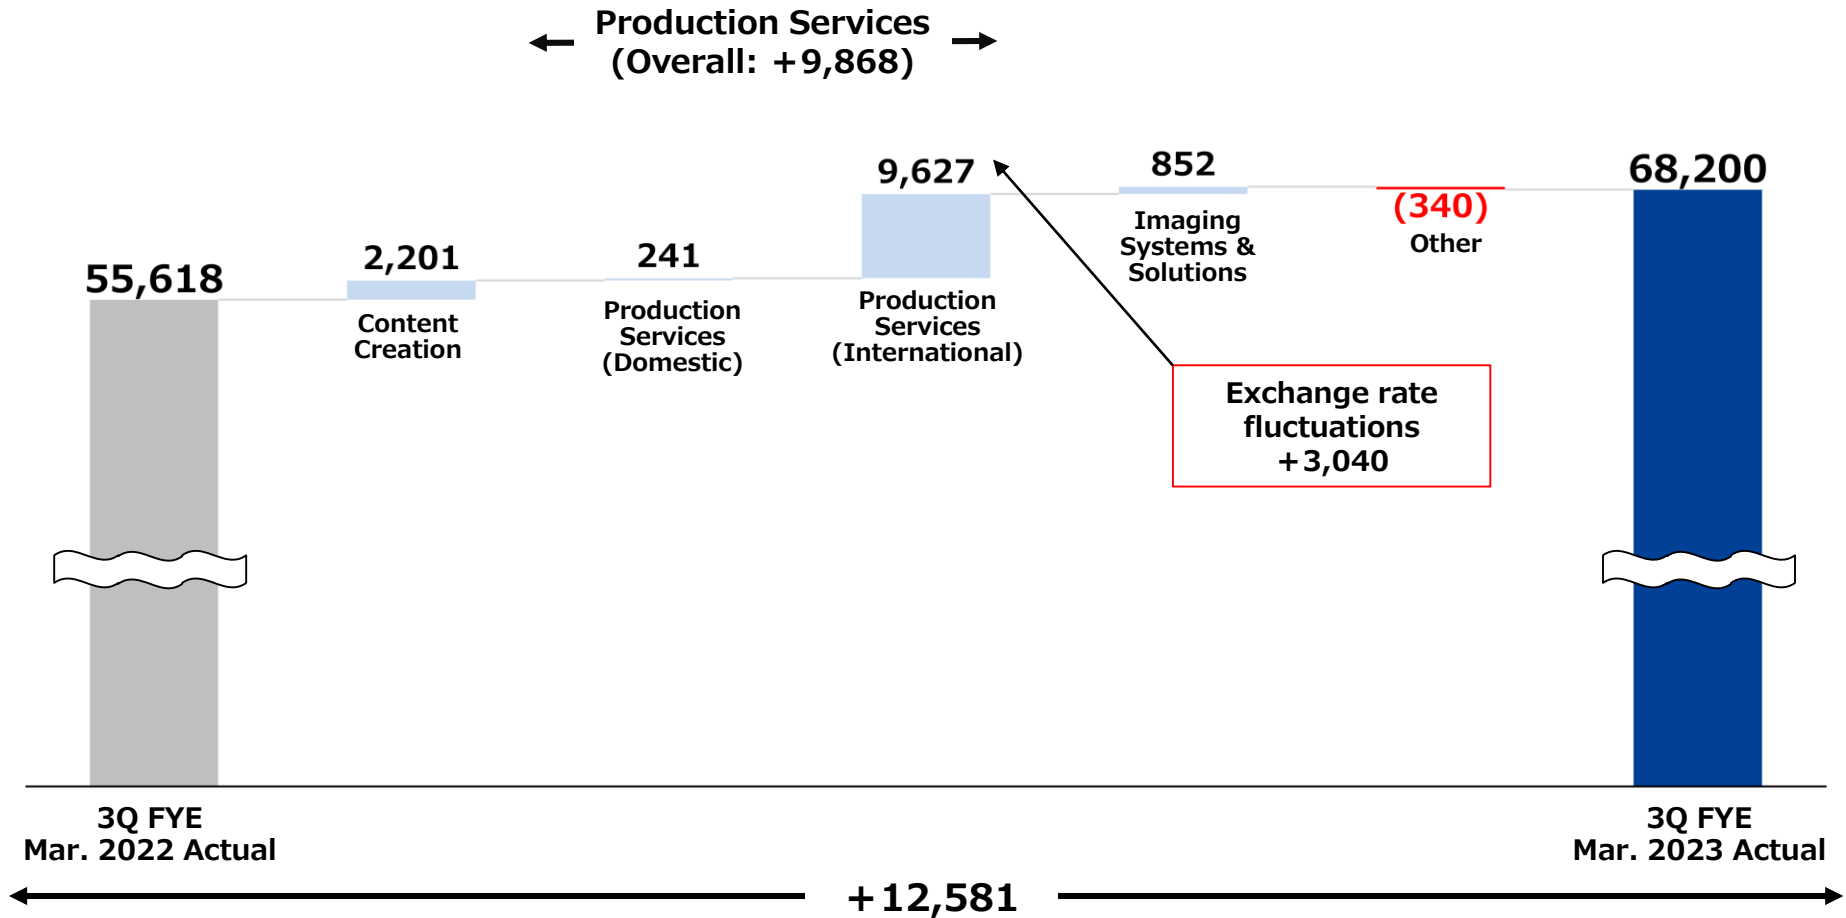 Production Services
(Overall: +9,868)
55,618
2,201
Content
Creation
241
Production
Services
(Domestic)
9,627
Production
Services
(International)
852
Imaging
Systems &
Solutions
(340)
Other
68,200
Exchange rate
fluctuations
+3,040
3Q FYE
Mar. 2022 Actual
3Q FYE
Mar. 2023 Actual
+12,581